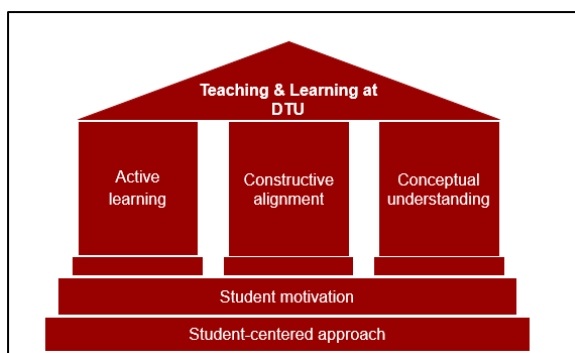 Teaching & Learning at
DTU
Active
learning
Constructive
alignment
Conceptual
understanding
Student motivation
Student-centered approach